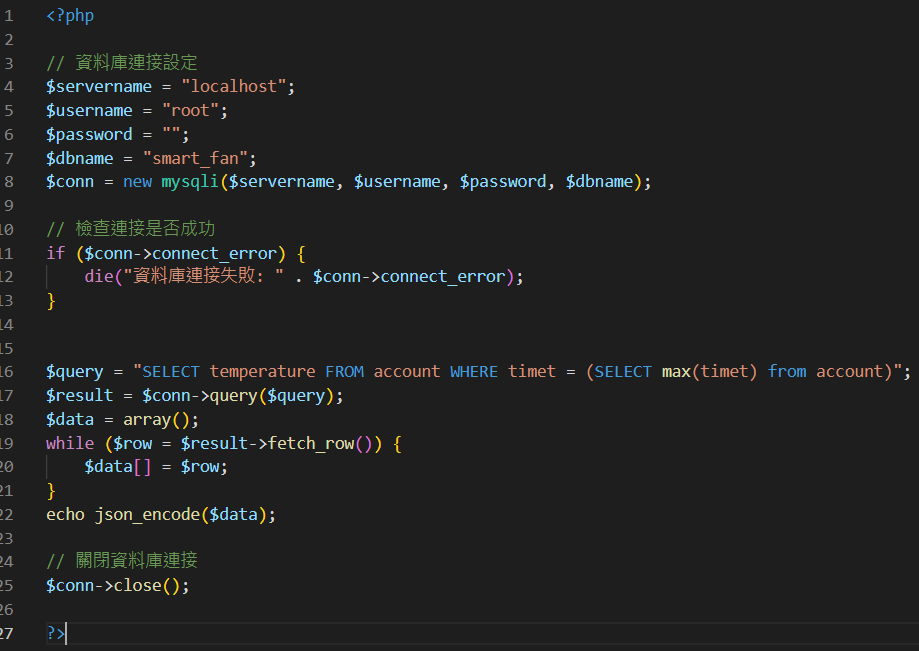 1 <?php
2
3 // 資料庫連接設定
4 $servername = "localhost";
5 $username = "root";
6 $password = "";
7 $dbname = "smart_fan";
8 $conn = new mysqli($servername, $username, $password, $dbname);
9
10 // 檢查連接是否成功
11 if ($conn->connect_error) {
12     die("資料庫連接失敗: " . $conn->connect_error);
13 }
14
15
16 $query = "SELECT temperature FROM account WHERE timet = (SELECT max(timet) from account)";
17 $result = $conn->query($query);
18 $data = array();
19 while ($row = $result->fetch_row()) {
20     $data[] = $row;
21 }
22 echo json_encode($data);
23
24 // 關閉資料庫連接
25 $conn->close();
26
27 ?>